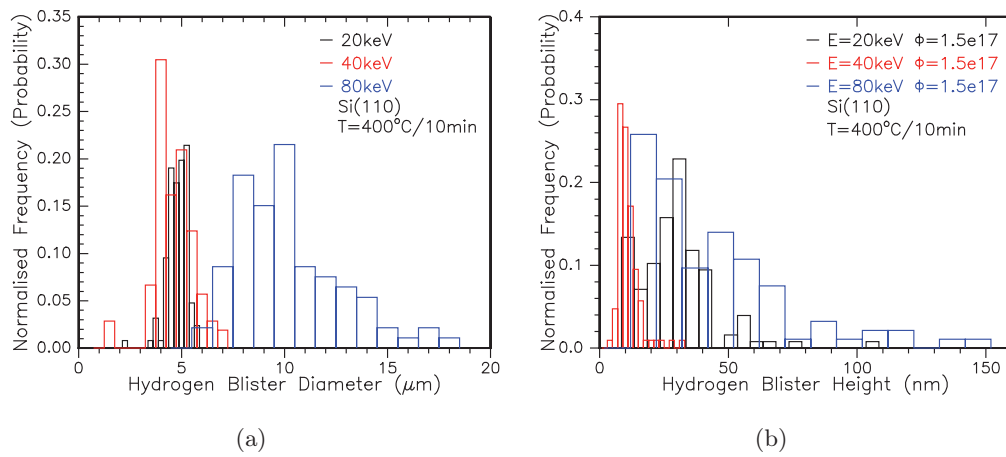 Normalised Frequency (Probability)
0.35
0.30
0.25
0.20
0.15
0.10
0.05
0.00
0
5
10
15
20
Hydrogen Blister Diameter (μm)
20keV
40keV
80keV
Si(110)
T=400°C/10min
(a)
Normalised Frequency (Probability)
0.4
0.3
0.2
0.1
0.0
0
50
100
150
Hydrogen Blister Height (nm)
E=20keV Φ=1.5e17
E=40keV Φ=1.5e17
E=80keV Φ=1.5e17
Si(110)
T=400°C/10min
(b)